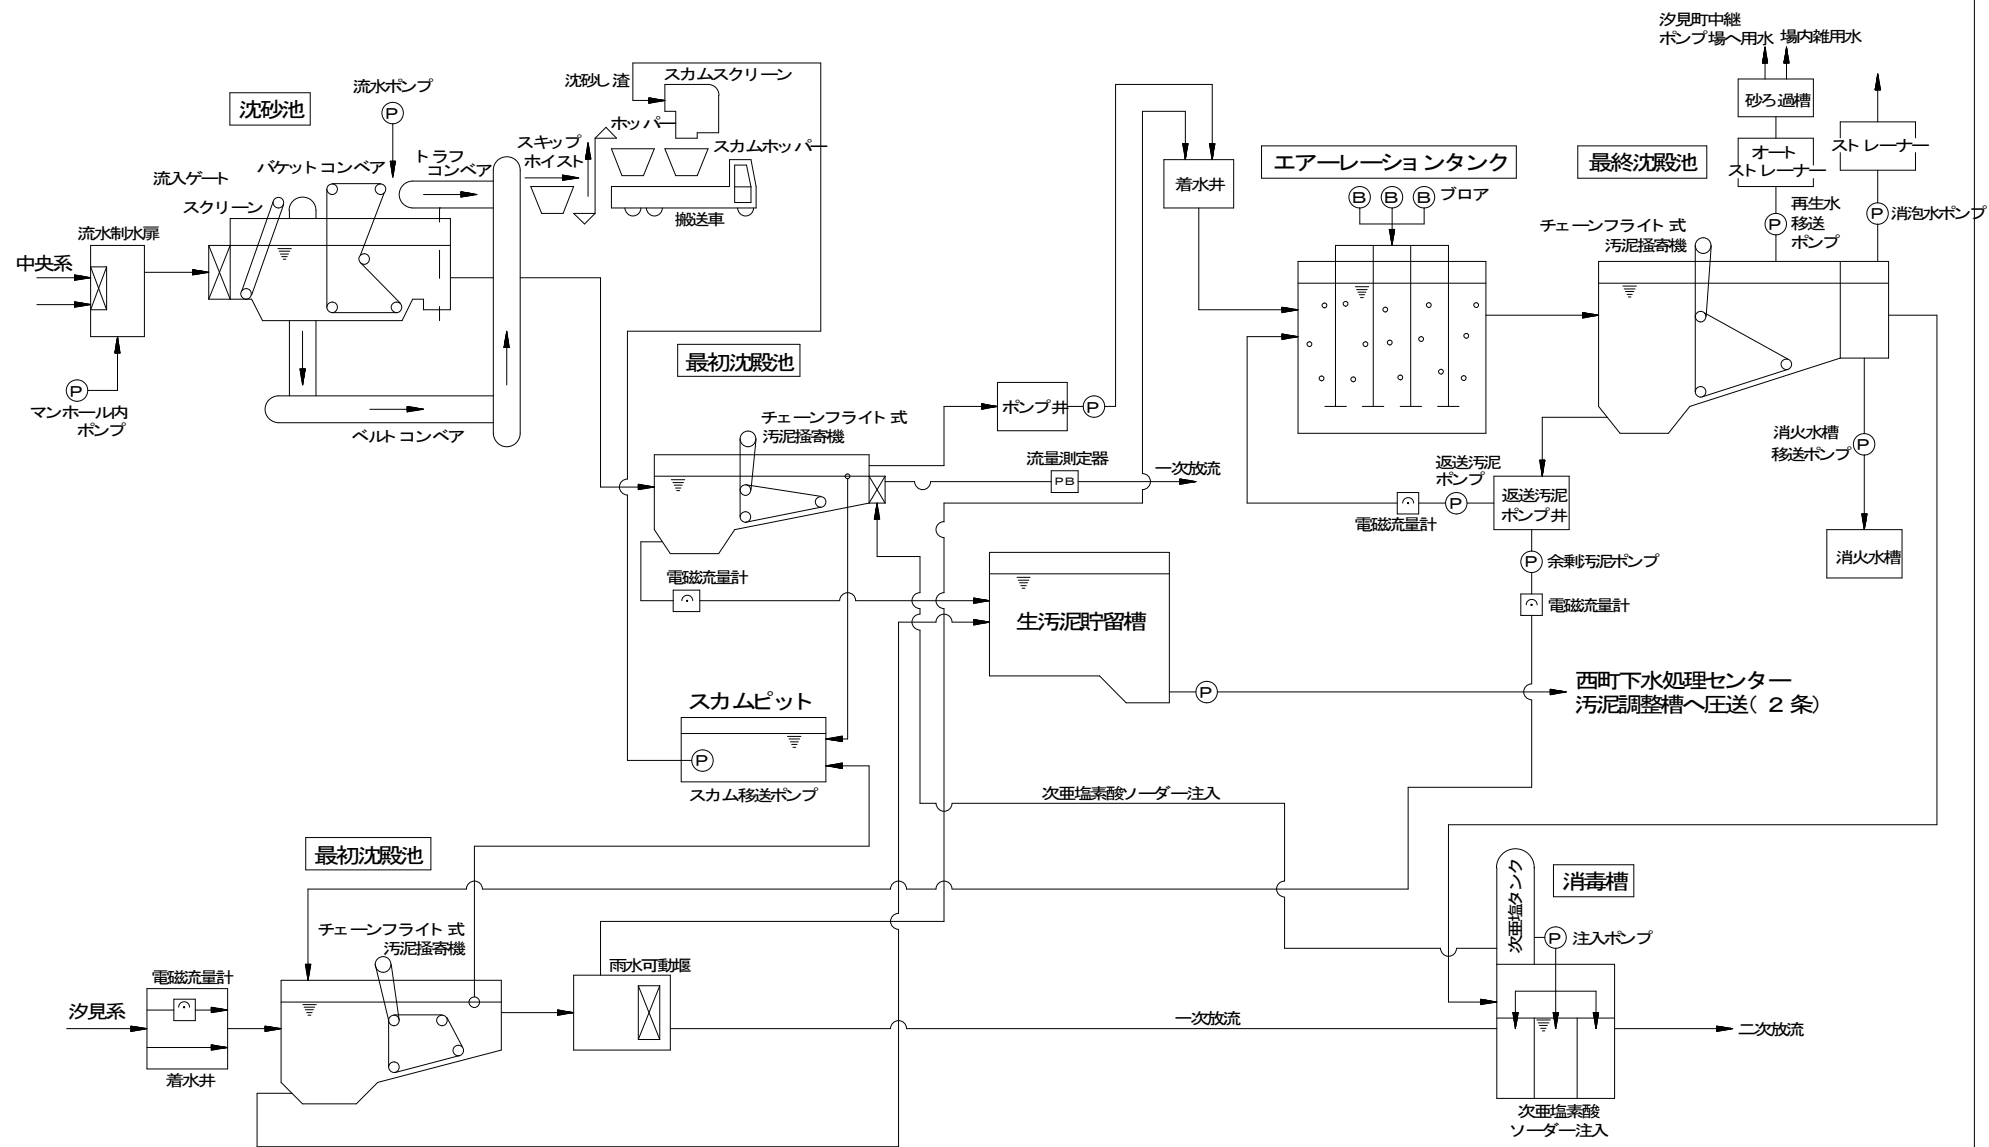 汐見町中継
ポンプ場へ用水
場内雑用水
沈砂し渣
スカムスクリーン
流水ポンプ
P
沈砂池
砂ろ過槽
ホッパー
スキップ
ホイスト
スカムホッパー
ストレーナー
オート
ストレーナー
エアーレーションタンク
最終沈殿池
トラフ
コンベア
バケットコンベア
流入ゲート
スクリーン
着水井
B
B
B
ブロア
搬送車
再生水
移送
ポンプ
P
P
消泡水ポンプ
チェーンフライト式
汚泥掻寄機
流水制水扉
中央系
最初沈殿池
P
マンホール内
ポンプ
ベルトコンベア
ポンプ井
P
チェーンフライト式
汚泥掻寄機
消火水槽
移送ポンプ
P
流量測定器
PB
一次放流
返送汚泥
ポンプ
P
電磁流量計
返送汚泥
ポンプ井
消火水槽
P
余剰汚泥ポンプ
電磁流量計
電磁流量計
生汚泥貯留槽
P
西町下水処理センター
汚泥調整槽へ圧送(2条)
スカムピット
P
スカム移送ポンプ
次亜塩素酸ソーダー注入
最初沈殿池
次亜塩タンク
消毒槽
P
注入ポンプ
チェーンフライト式
汚泥掻寄機
電磁流量計
雨水可動堰
汐見系
着水井
一次放流
二次放流
次亜塩素酸
ソーダー注入